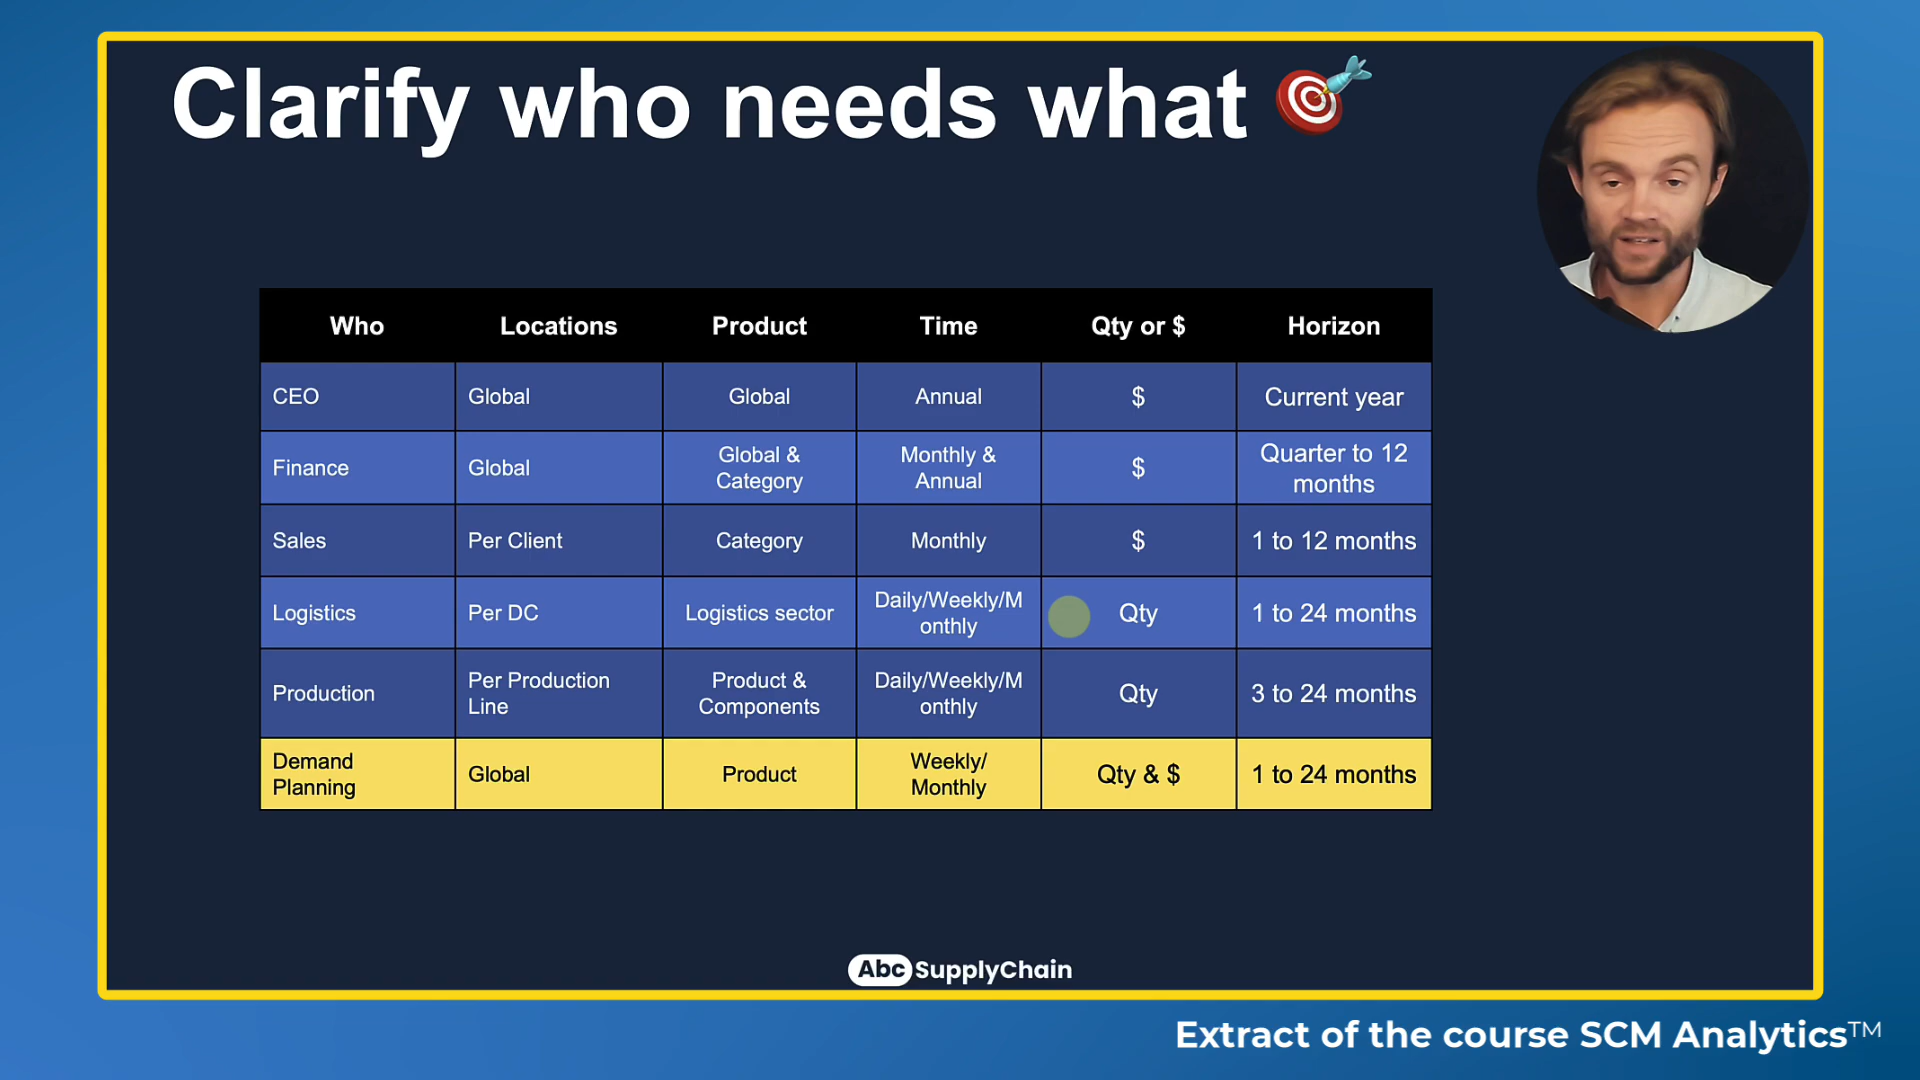 Clarify who needs what
Who Locations Product Time Qty or $ Horizon
CEO Global Global Annual $ Current year
Finance Global Global &
Category Monthly &
Annual $ Quarter to 12
months
Sales Per Client Category Monthly $ 1 to 12 months
Logistics Per DC Logistics sector Daily/Weekly/M
onthly Qty 1 to 24 months
Production Per Production
Line Product &
Components Daily/Weekly/M
onthly Qty 3 to 24 months
Demand
Planning Global Product Weekly/
Monthly Qty & $ 1 to 24 months
Abc SupplyChain
Extract of the course SCM Analytics™